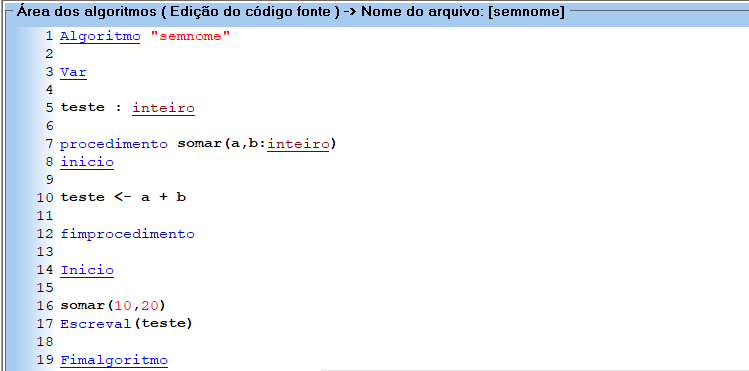 Área dos algoritmos ( Edição do código fonte ) -> Nome do arquivo: [semnome]
1 Algoritmo "semnome"
2
3 Var
4
5 teste : inteiro
6
7 procedimento somar(a,b:inteiro)
8 inicio
9
10 teste <- a + b
11
12 fimprocedimento
13
14 Inicio
15
16 somar(10,20)
17 Escreval(teste)
18
19 Fimalgoritmo